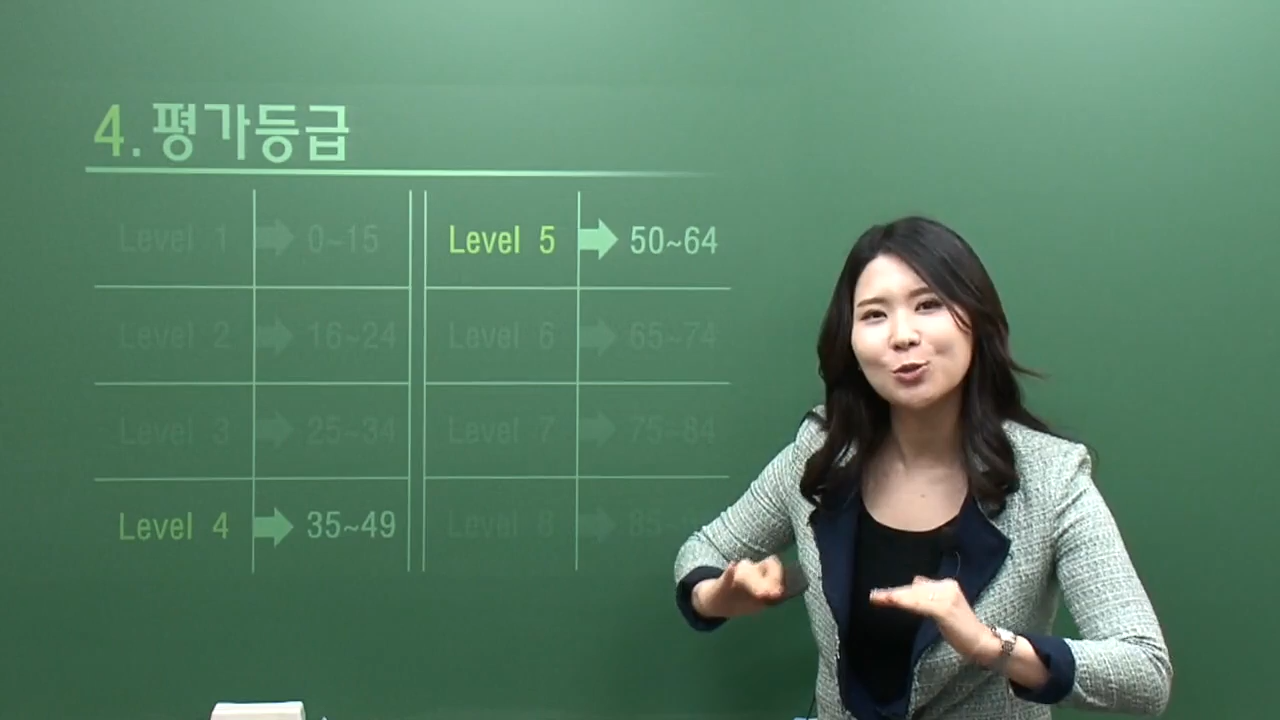 4. 평가등급
Level 1 → 0~15
Level 2 → 16~24
Level 3 → 25~34
Level 4 → 35~49
Level 5 → 50~64
Level 6 → 65~74
Level 7 → 75~84
Level 8 →